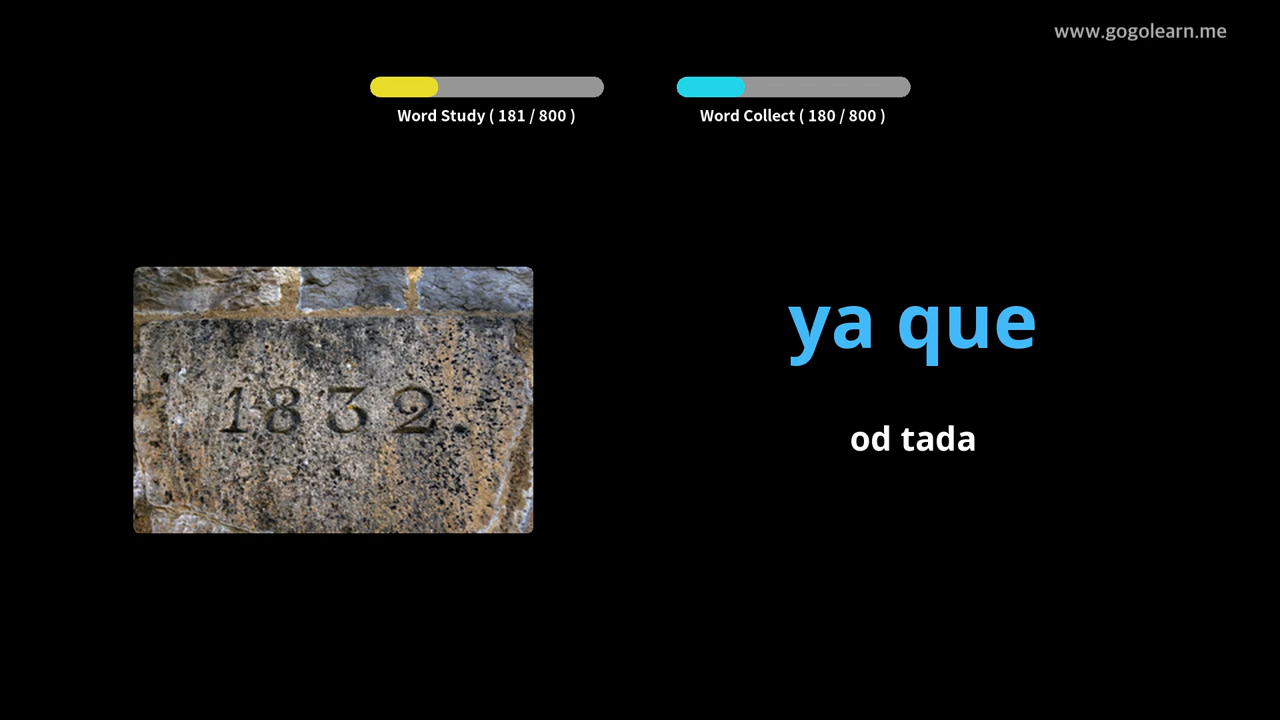 www.gogolearn.me
Word Study ( 181 / 800 )
Word Collect ( 180 / 800 )
1832.
ya que
od tada